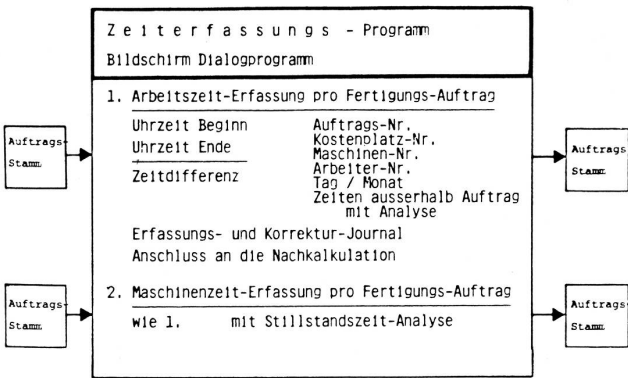 Zeiterfassungs - Programm
Bildschirm Dialogprogramm
1. Arbeitszeit-Erfassung pro Fertigungs-Auftrag
Uhrzeit Beginn
Uhrzeit Ende
Zeitdifferenz
Auftrags-Nr.
Kostenplatz-Nr.
Maschinen-Nr.
Arbeiter-Nr.
Tag / Monat
Zeiten ausserhalb Auftrag
mit Analyse
Erfassungs- und Korrektur-Journal
Anschluss an die Nachkalkulation
2. Maschinenzeit-Erfassung pro Fertigungs-Auftrag
wie 1. mit Stillstandszeit-Analyse
Auftrags-
Stamm
Auftrags
Stamm
Auftrags-
Stamm
Auftrags-
Stamm